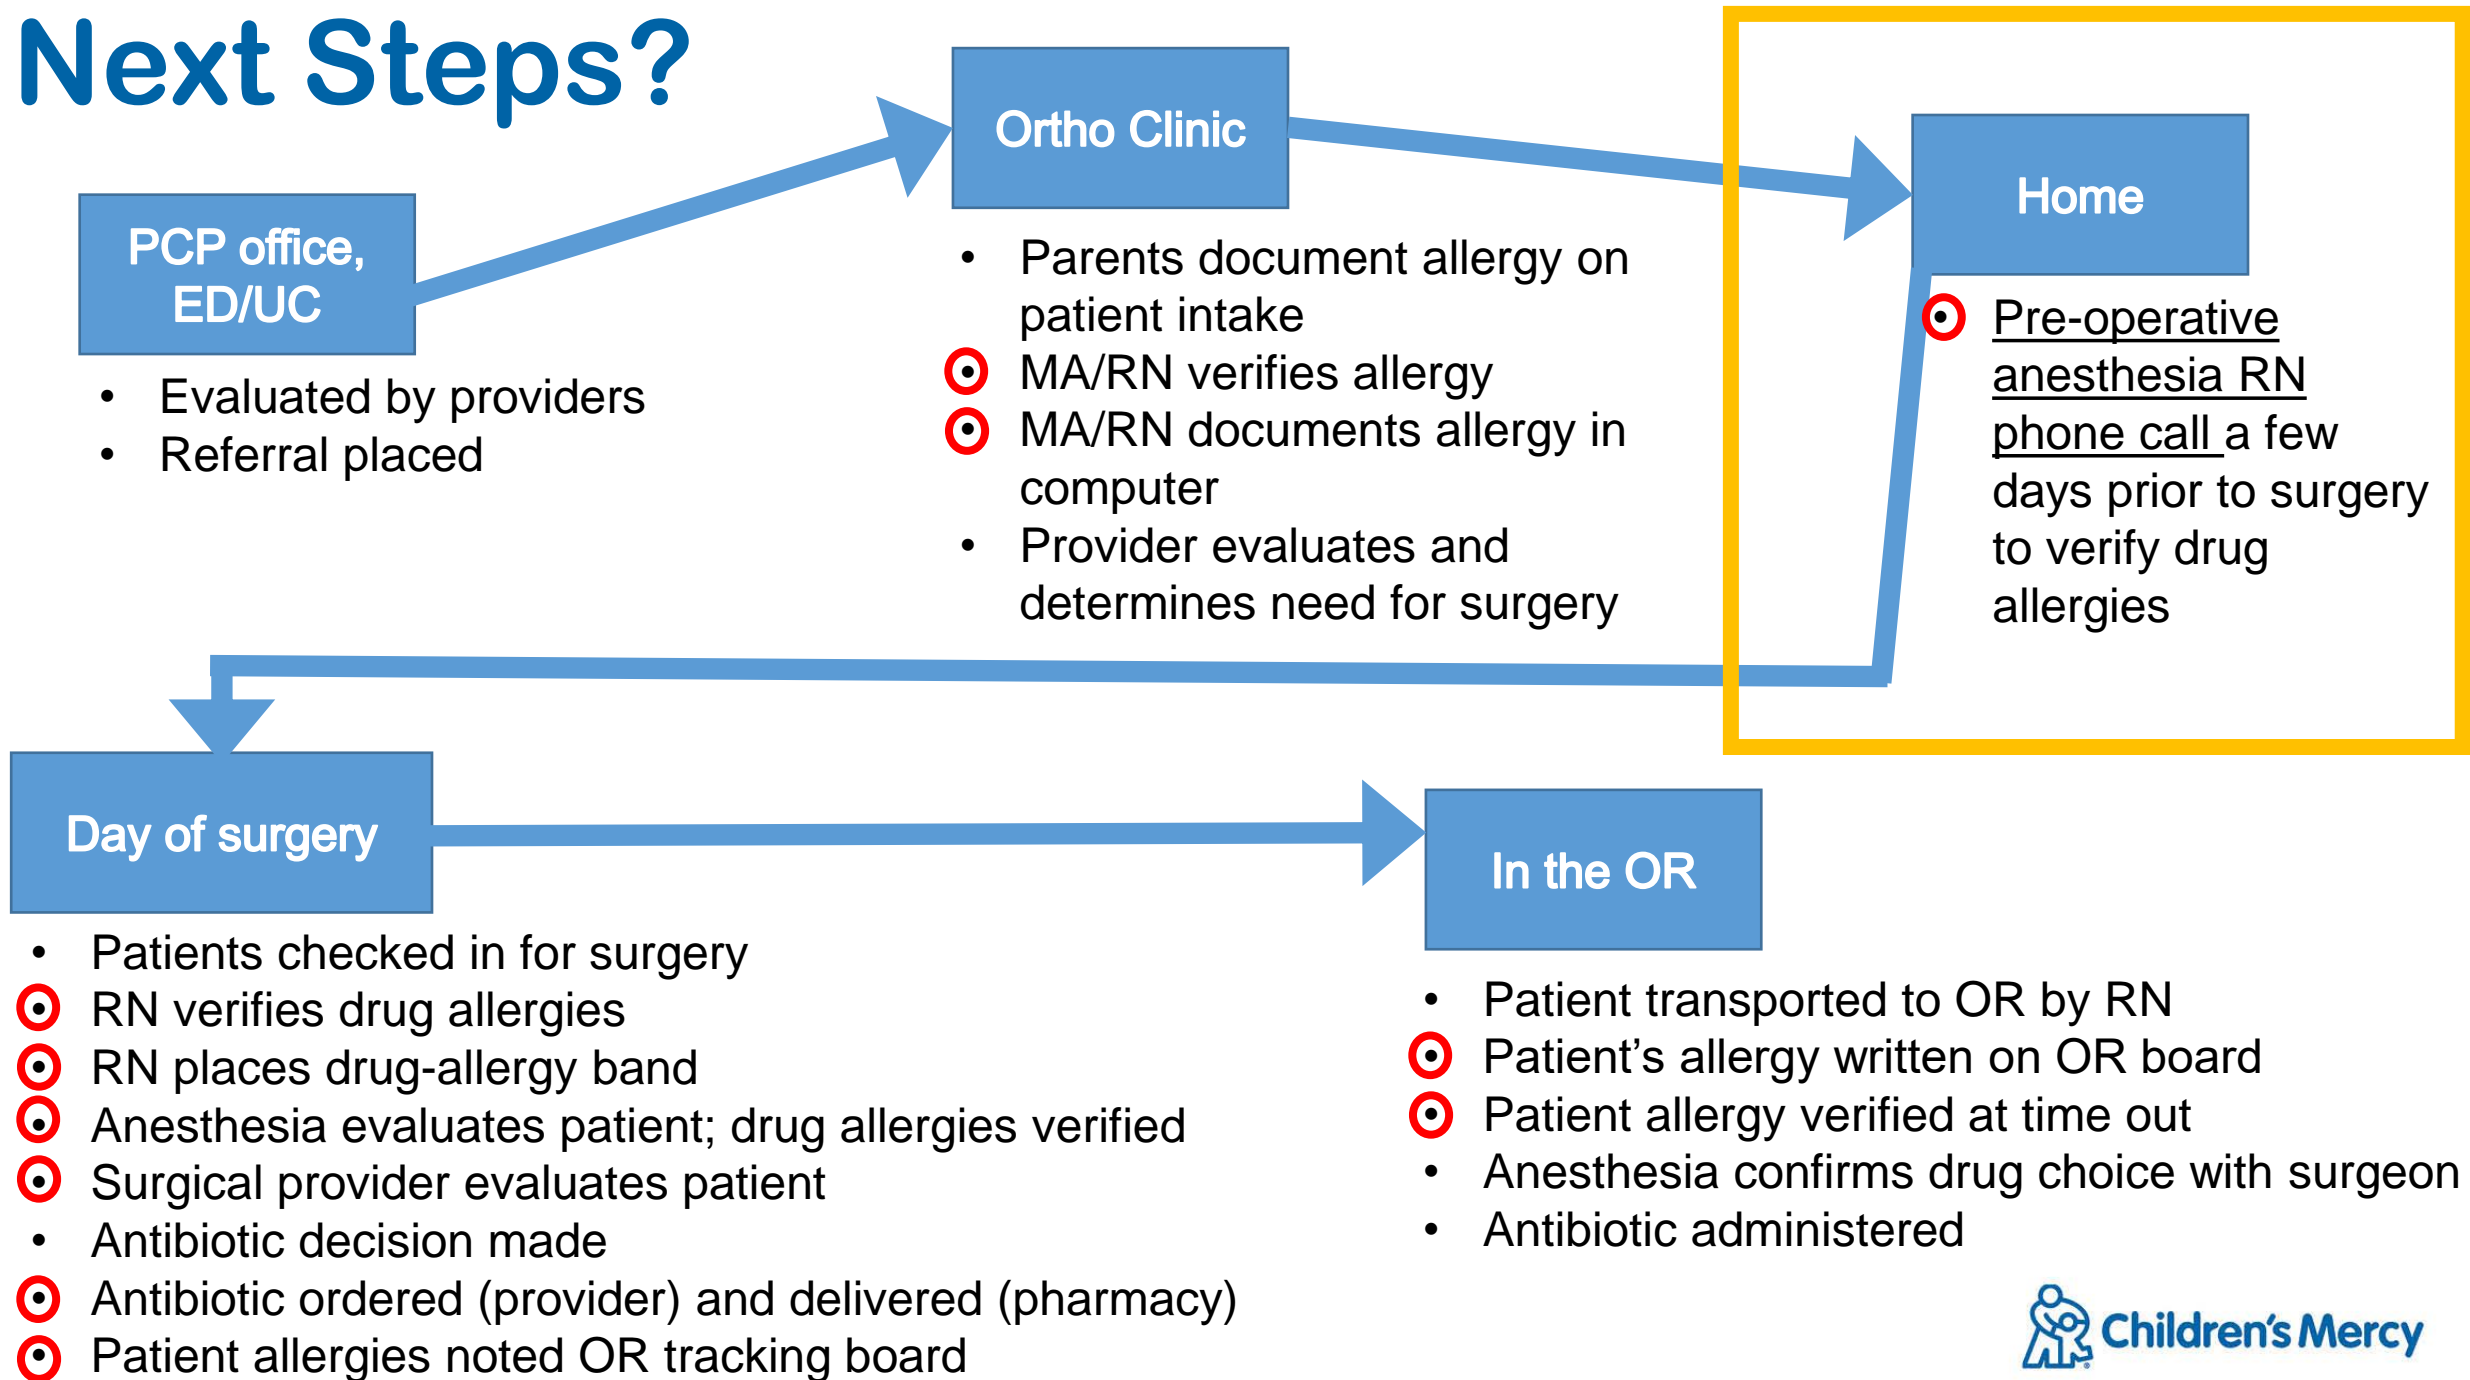 Next Steps?
PCP office,
ED/UC
• Evaluated by providers
• Referral placed
Ortho Clinic
• Parents document allergy on
patient intake
• MA/RN verifies allergy
• MA/RN documents allergy in
computer
• Provider evaluates and
determines need for surgery
Home
• Pre-operative
anesthesia RN
phone call a few
days prior to surgery
to verify drug
allergies
Day of surgery
• Patients checked in for surgery
• RN verifies drug allergies
• RN places drug-allergy band
• Anesthesia evaluates patient; drug allergies verified
• Surgical provider evaluates patient
• Antibiotic decision made
• Antibiotic ordered (provider) and delivered (pharmacy)
• Patient allergies noted OR tracking board
In the OR
• Patient transported to OR by RN
• Patient’s allergy written on OR board
• Patient allergy verified at time out
• Anesthesia confirms drug choice with surgeon
• Antibiotic administered
Children's Mercy